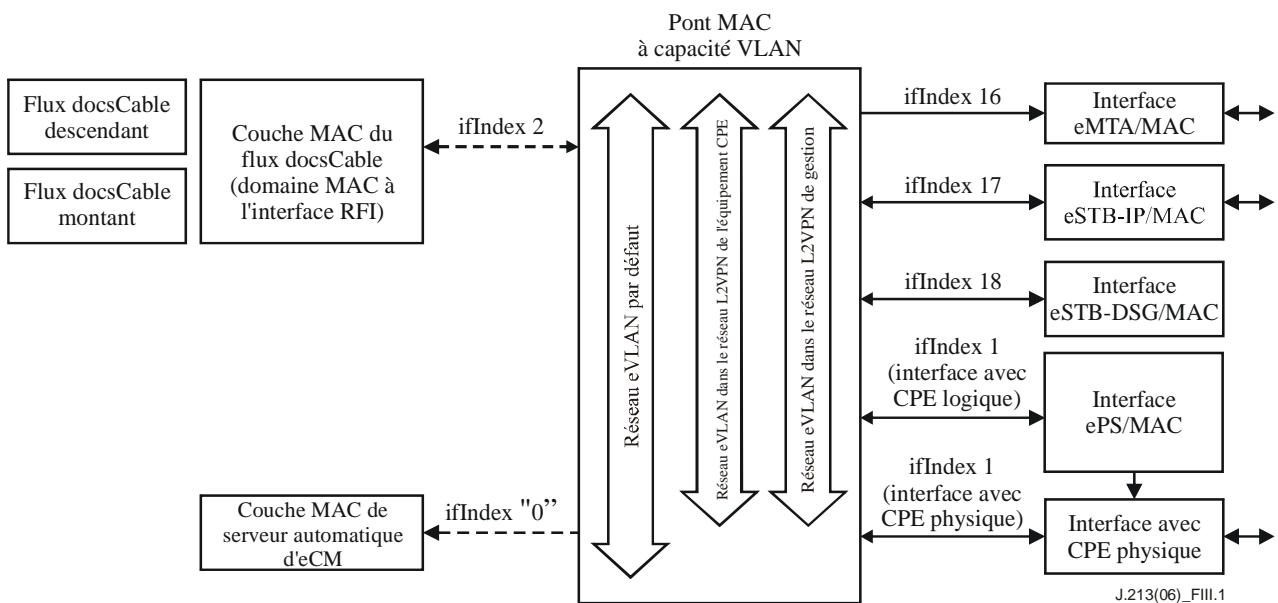 Pont MAC
à capacité VLAN
Flux docsCable
descendant
Flux docsCable
montant
Couche MAC du
flux docsCable
(domaine MAC à
l'interface RFI)
ifIndex 2
Couche MAC de
serveur automatique
d'eCM
ifIndex "0”
Réseau eVLAN par défaut
Réseau eVLAN dans le réseau L2VPN de l'équipement CPE
Réseau eVLAN dans le réseau L2VPN de gestion
ifIndex 16
Interface
eMTA/MAC
ifIndex 17
Interface
eSTB-IP/MAC
ifIndex 18
Interface
eSTB-DSG/MAC
ifIndex 1
(interface avec
CPE logique)
Interface
ePS/MAC
ifIndex 1
(interface avec
CPE physique)
Interface avec
CPE physique
J.213(06)_FIII.1